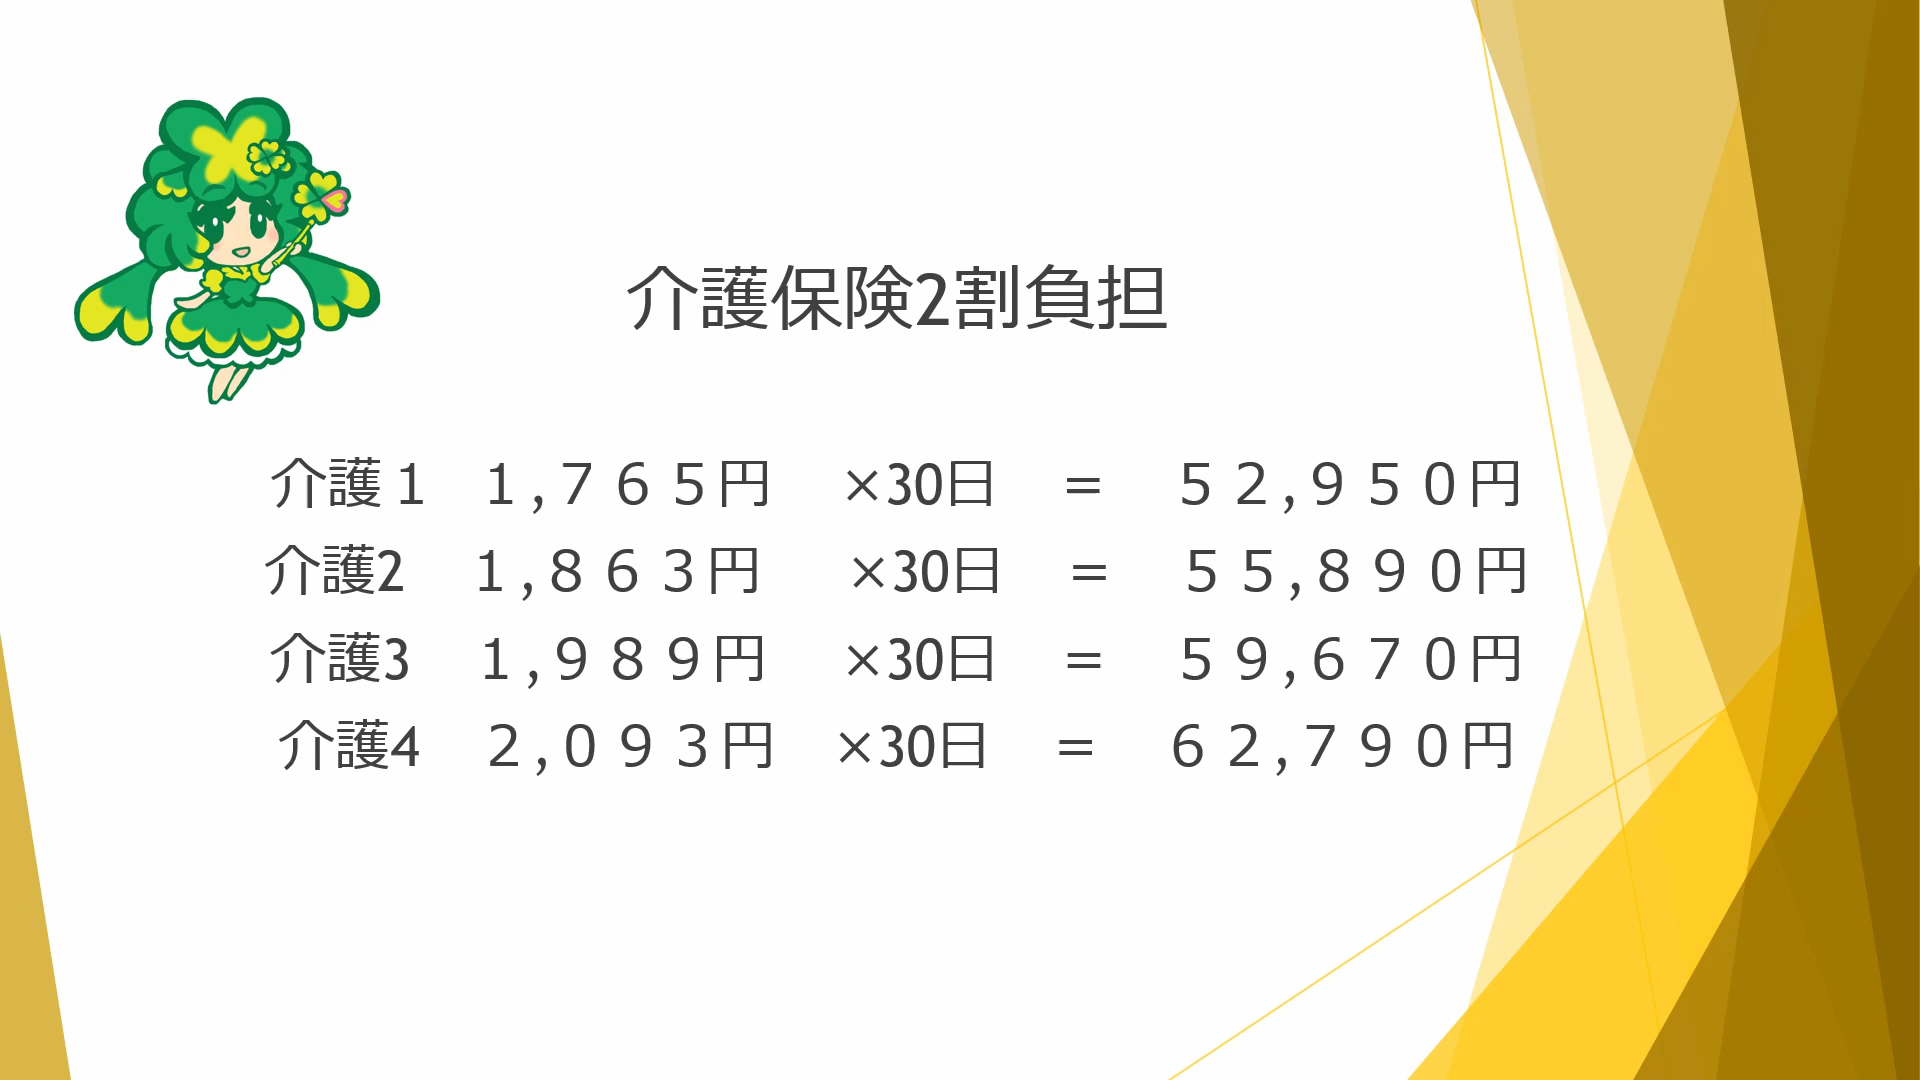 介護保険2割負担
介護１　１,７６５円　×30日　＝　５２,９５０円
介護2　１,８６３円　×30日　＝　５５,８９０円
介護3　１,９８９円　×30日　＝　５９,６７０円
介護4　２,０９３円　×30日　＝　６２,７９０円